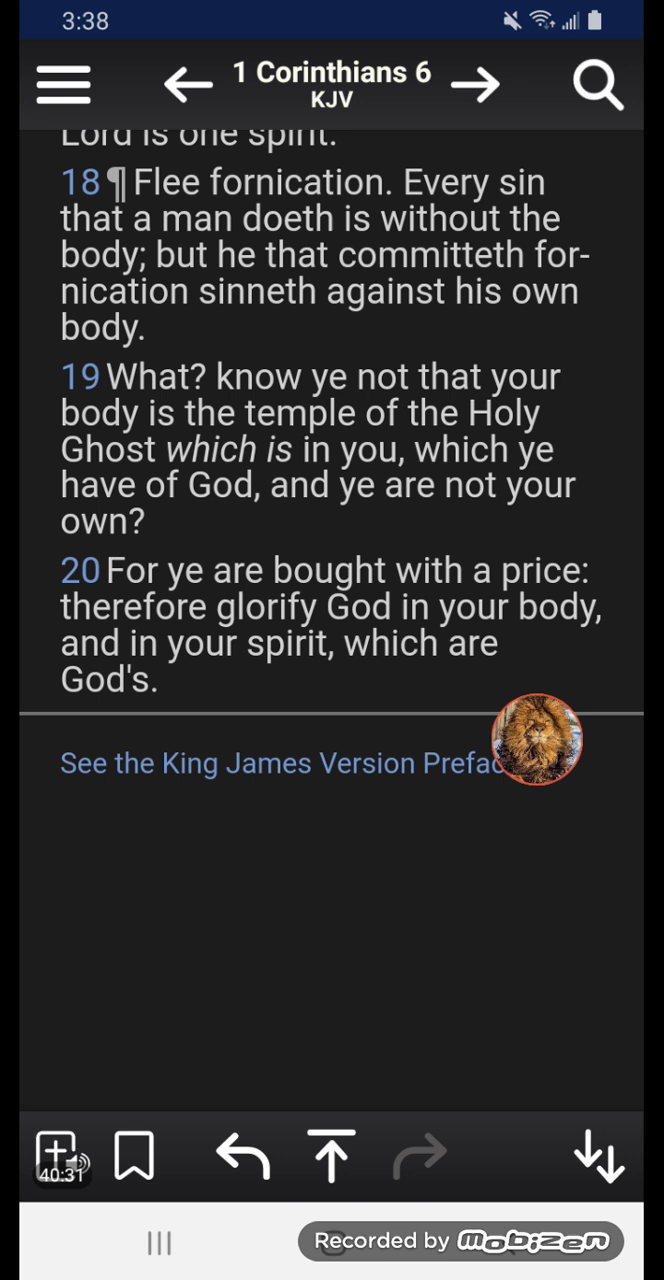 3:38
1 Corinthians 6
KJV
Lord is one spirit.
18 ¶ Flee fornication. Every sin
that a man doeth is without the
body; but he that committeth for-
nication sinneth against his own
body.
19 What? know ye not that your
body is the temple of the Holy
Ghost which is in you, which ye
have of God, and ye are not your
own?
20 For ye are bought with a price:
therefore glorify God in your body,
and in your spirit, which are
God's.
See the King James Version Prefac
40:31
Recorded by mobizen